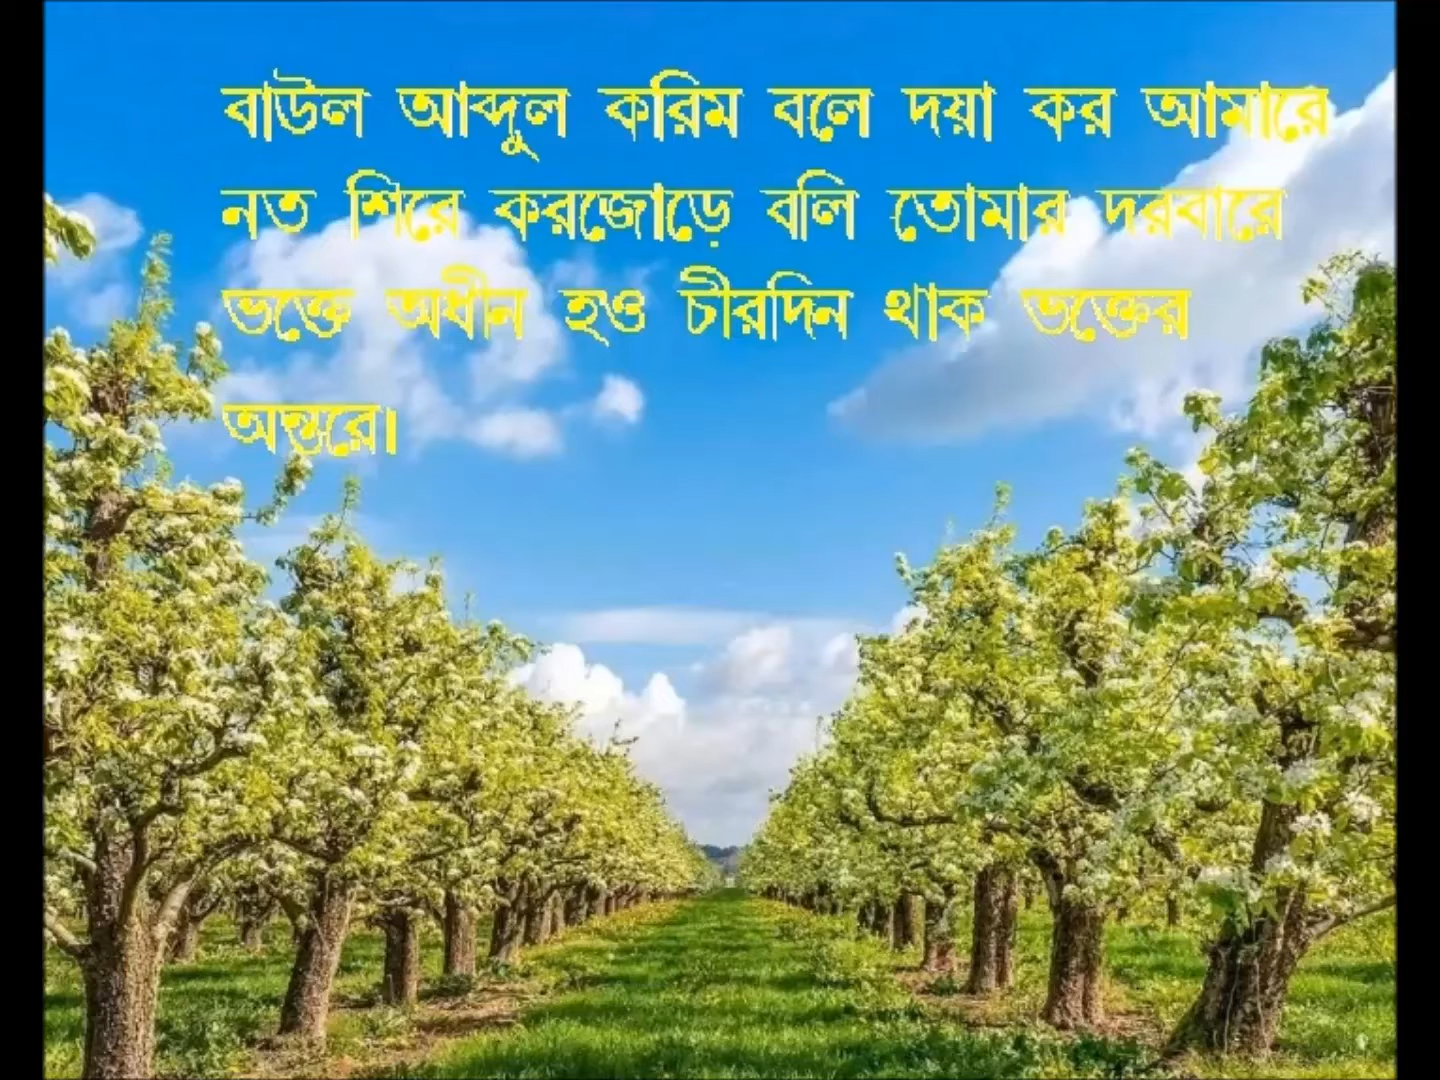 বাউল আব্দুল করিম বলে দয়া কর আমারে
নত শিরে করজোড়ে বলি তোমার দরবারে
ভক্তে অধীন হও চীরদিন থাক ভক্তের
অন্তরে।